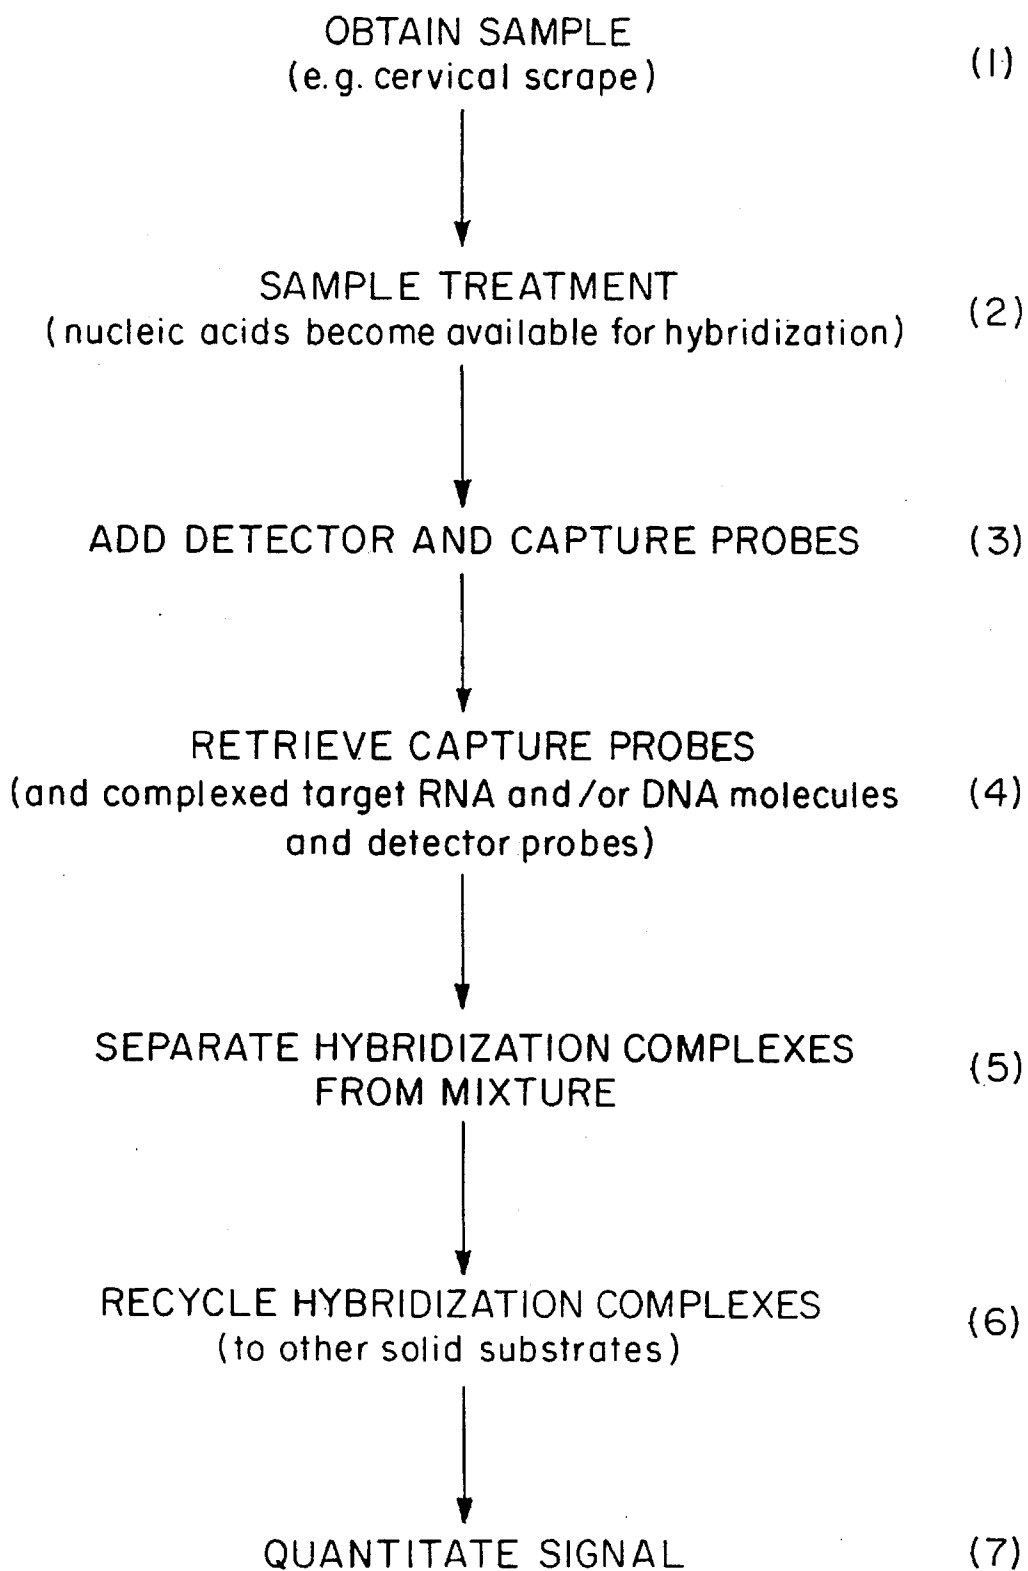 OBTAIN SAMPLE
(e.g. cervical scrape)
(1)
SAMPLE TREATMENT
(nucleic acids become available for hybridization)
(2)
ADD DETECTOR AND CAPTURE PROBES
(3)
RETRIEVE CAPTURE PROBES
(and complexed target RNA and/or DNA molecules
and detector probes)
(4)
SEPARATE HYBRIDIZATION COMPLEXES
FROM MIXTURE
(5)
RECYCLE HYBRIDIZATION COMPLEXES
(to other solid substrates)
(6)
QUANTITATE SIGNAL
(7)